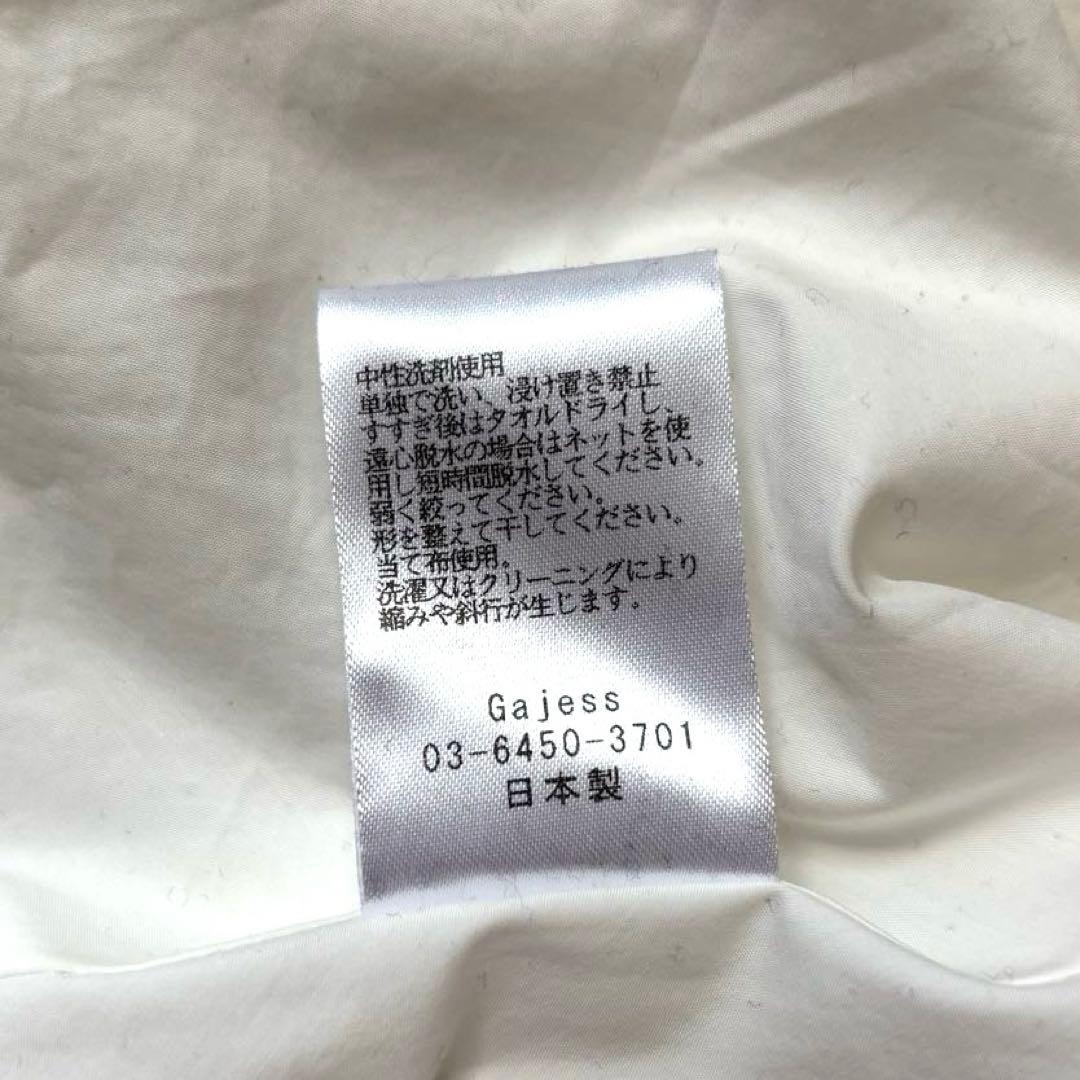 中性洗剤使用
単独で洗い、浸け置き禁止
すすぎ後はタオルドライし、
遠心脱水の場合はネットを使
用し短時間脱水してください。
弱く絞ってください。
形を整えて干してください。
当て布使用。
洗濯又はクリーニングにより
縮みや斜行が生じます。
Gajess
03-6450-3701
日本製